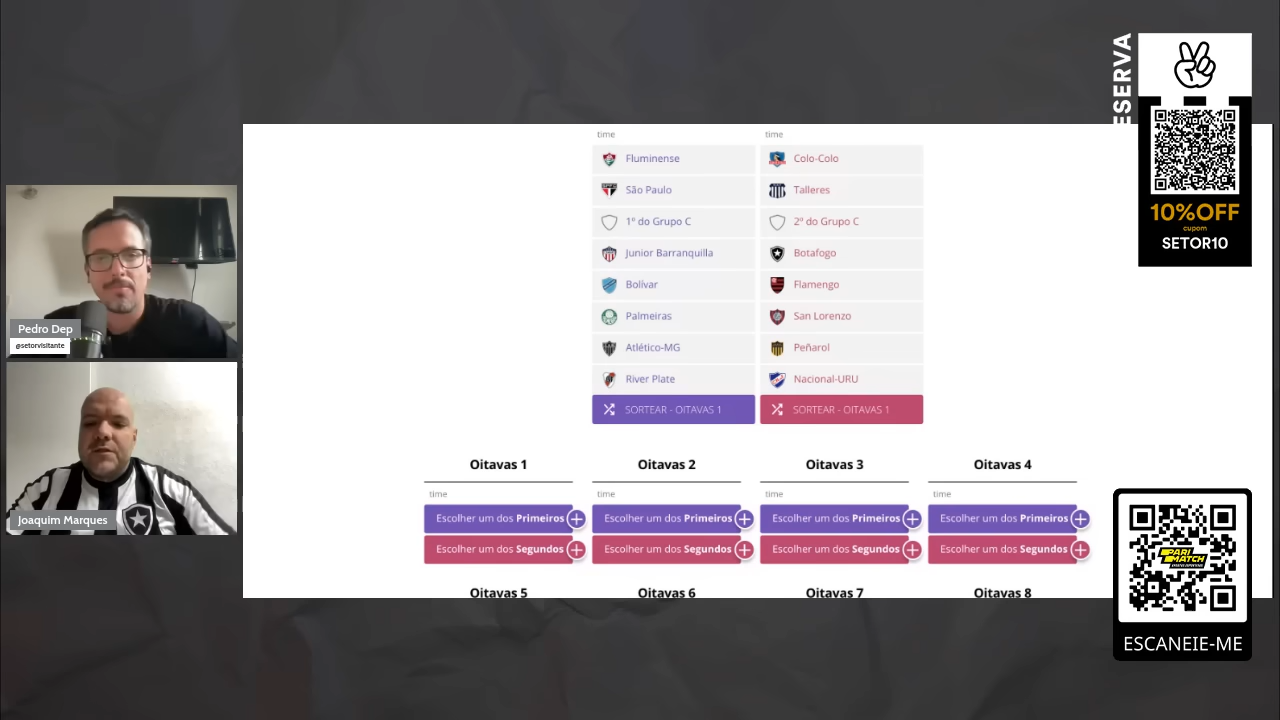 time
time
Fluminense
Colo-Colo
São Paulo
Talleres
1º do Grupo C
2º do Grupo C
Junior Barranquilla
Botafogo
Bolívar
Flamengo
Palmeiras
San Lorenzo
Atlético-MG
Peñarol
River Plate
Nacional-URU
SORTEAR - OITAVAS 1
SORTEAR - OITAVAS 1
Oitavas 1
Oitavas 2
Oitavas 3
Oitavas 4
time
time
time
time
Escolher um dos Primeiros
Escolher um dos Primeiros
Escolher um dos Primeiros
Escolher um dos Primeiros
Escolher um dos Segundos
Escolher um dos Segundos
Escolher um dos Segundos
Escolher um dos Segundos
Oitavas 5
Oitavas 6
Oitavas 7
Oitavas 8
Pedro Dep
@setorvisitante
Joaquim Marques
ESERVA
10%OFF
cupom
SETOR10
PARI
MATCH
ESCANEIE-ME